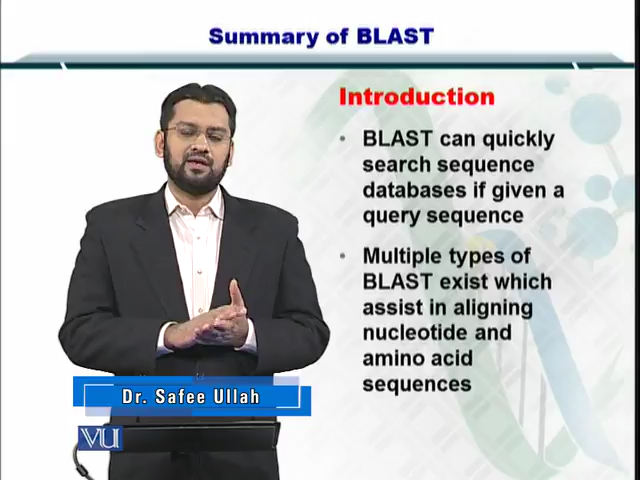 Summary of BLAST
Introduction
• BLAST can quickly
search sequence
databases if given a
query sequence
• Multiple types of
BLAST exist which
assist in aligning
nucleotide and
amino acid
sequences
Dr. Safee Ullah
VU